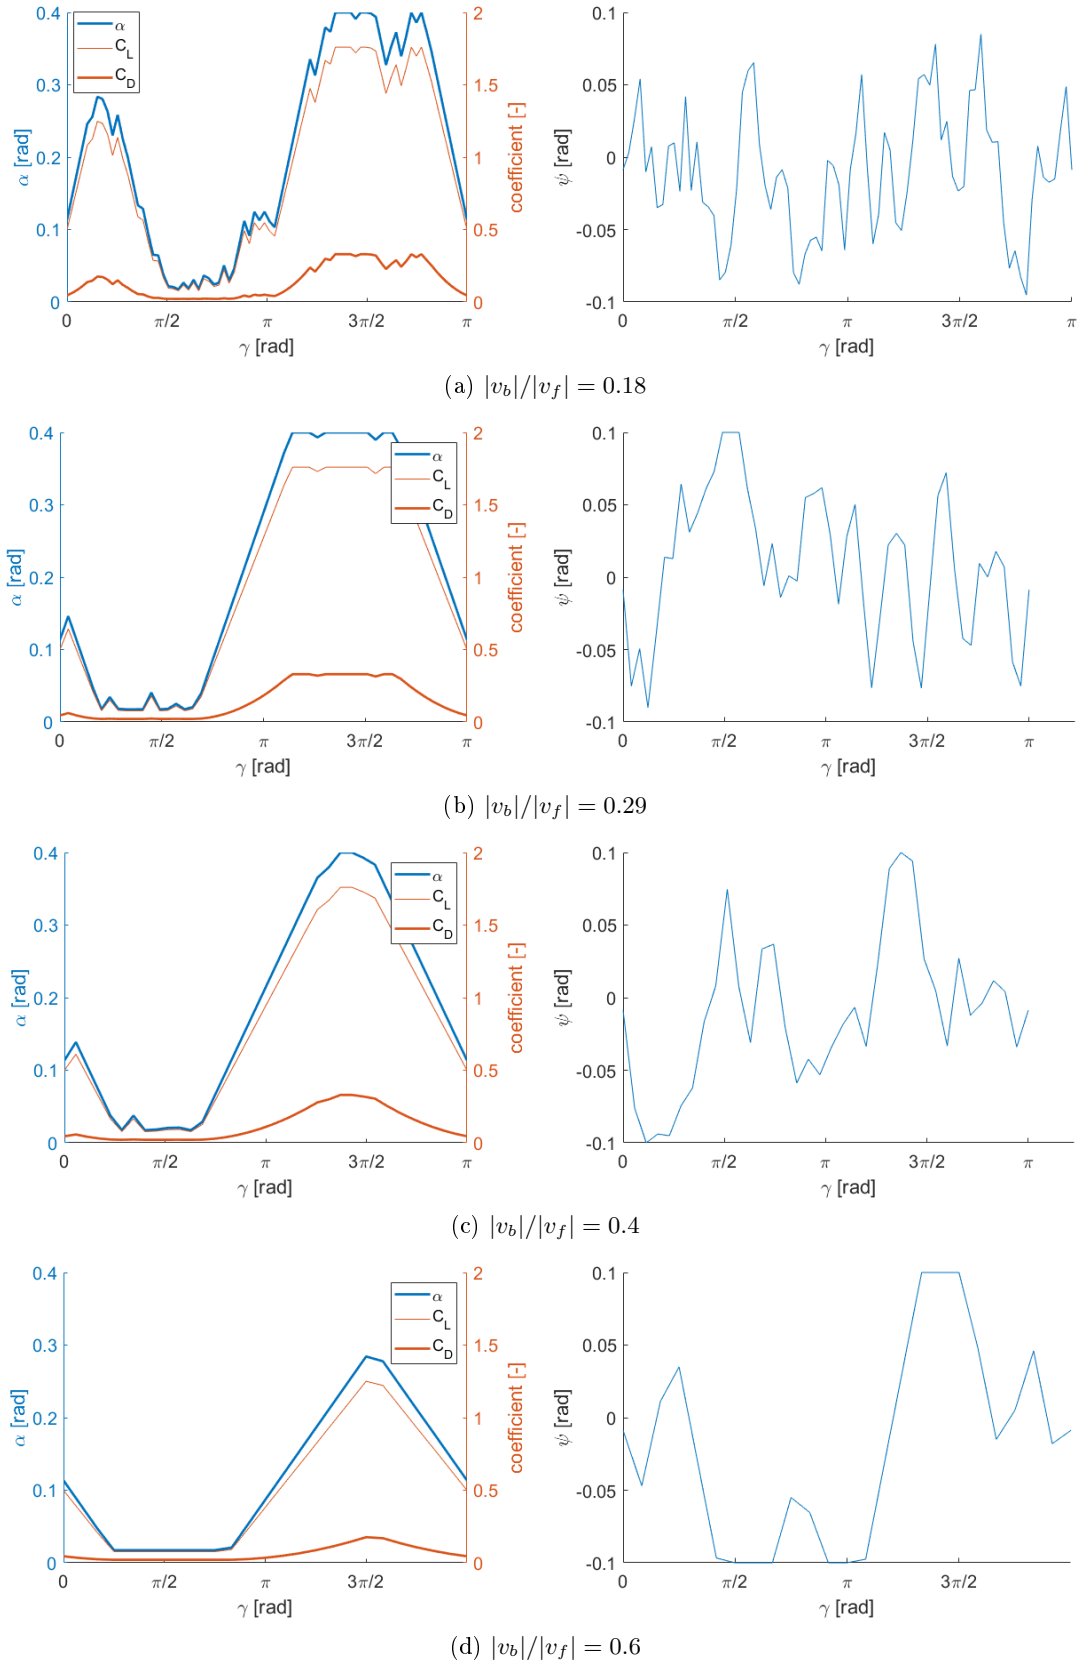 0.4
0.3
0.2
0.1
0
α [rad]
α
C_L
C_D
2
1.5
1
0.5
0
coefficient [-]
0 π/2 π 3π/2 π
γ [rad]
0.1
0.05
0
-0.05
-0.1
ψ [rad]
0 π/2 π 3π/2 π
γ [rad]
(a) |v_b|/|v_f| = 0.18
0.4
0.3
0.2
0.1
0
α [rad]
α
C_L
C_D
2
1.5
1
0.5
0
coefficient [-]
0 π/2 π 3π/2 π
γ [rad]
0.1
0.05
0
-0.05
-0.1
ψ [rad]
0 π/2 π 3π/2 π
γ [rad]
(b) |v_b|/|v_f| = 0.29
0.4
0.3
0.2
0.1
0
α [rad]
α
C_L
C_D
2
1.5
1
0.5
0
coefficient [-]
0 π/2 π 3π/2 π
γ [rad]
0.1
0.05
0
-0.05
-0.1
ψ [rad]
0 π/2 π 3π/2 π
γ [rad]
(c) |v_b|/|v_f| = 0.4
0.4
0.3
0.2
0.1
0
α [rad]
α
C_L
C_D
2
1.5
1
0.5
0
coefficient [-]
0 π/2 π 3π/2
γ [rad]
0.1
0.05
0
-0.05
-0.1
ψ [rad]
0 π/2 π 3π/2
γ [rad]
(d) |v_b|/|v_f| = 0.6